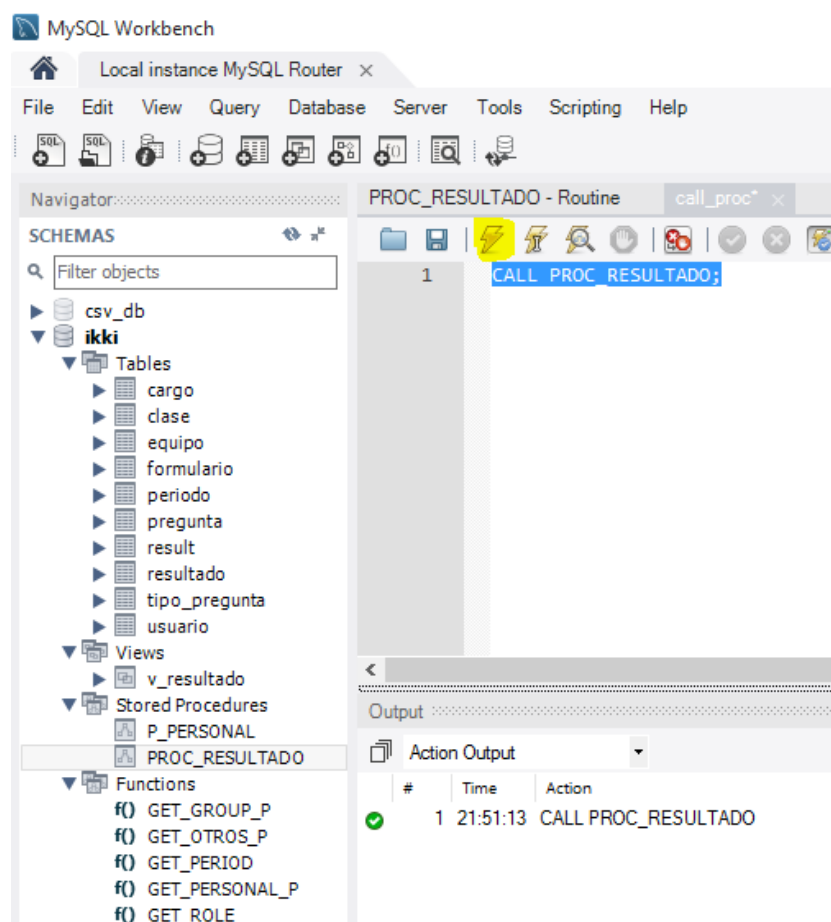 MySQL Workbench
Local instance MySQL Router
File Edit View Query Database Server Tools Scripting Help
Navigator
SCHEMAS
Filter objects
csv_db
ikki
Tables
cargo
clase
equipo
formulario
periodo
pregunta
result
resultado
tipo_pregunta
usuario
Views
v_resultado
Stored Procedures
P_PERSONAL
PROC_RESULTADO
Functions
f() GET_GROUP_P
f() GET_OTROS_P
f() GET_PERIOD
f() GET_PERSONAL_P
f() GET_ROLE
PROC_RESULTADO - Routine call_proc*
1 CALL PROC_RESULTADO;
Output
Action Output
# Time Action
1 21:51:13 CALL PROC_RESULTADO